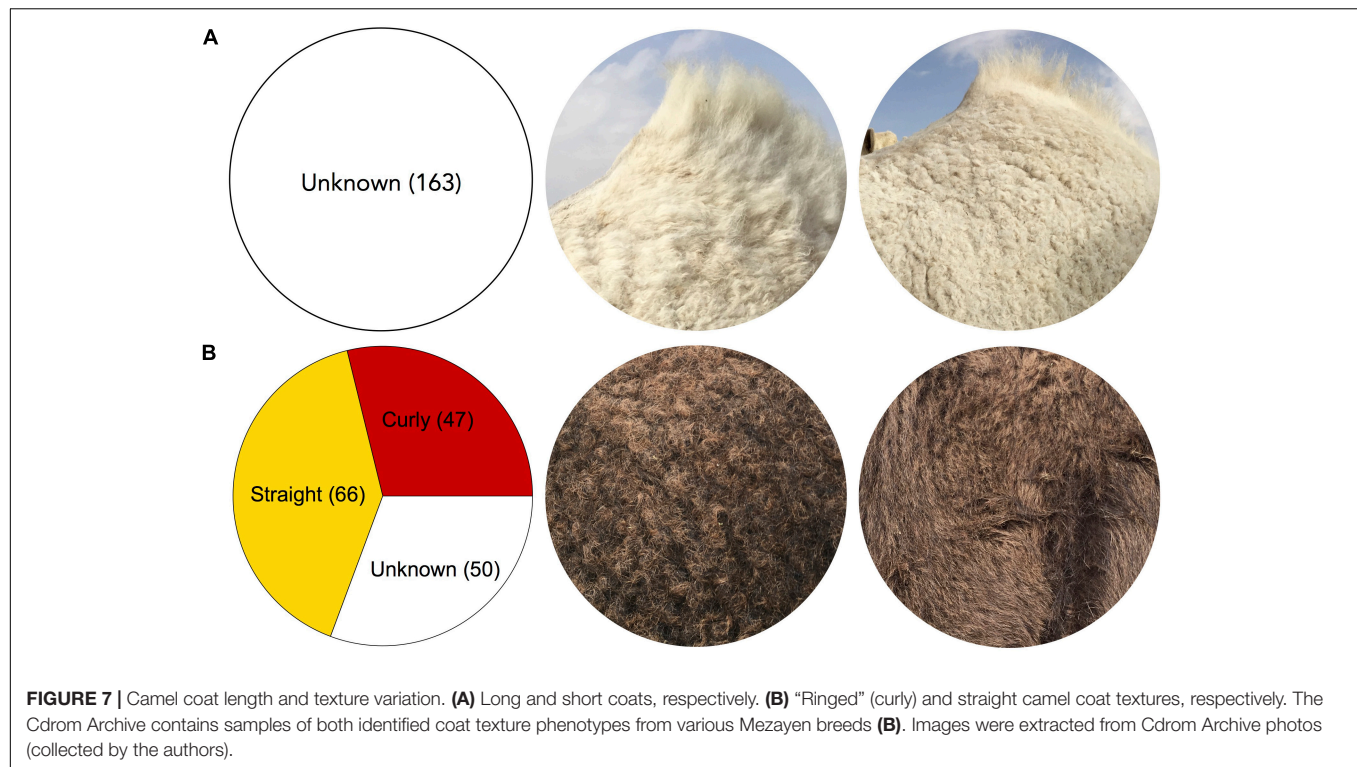 A
Unknown (163)
B
Curly (47)
Straight (66)
Unknown (50)
FIGURE 7 | Camel coat length and texture variation. (A) Long and short coats, respectively. (B) “Ringed” (curly) and straight camel coat textures, respectively. The
Cdrom Archive contains samples of both identified coat texture phenotypes from various Mezayen breeds (B). Images were extracted from Cdrom Archive photos
(collected by the authors).